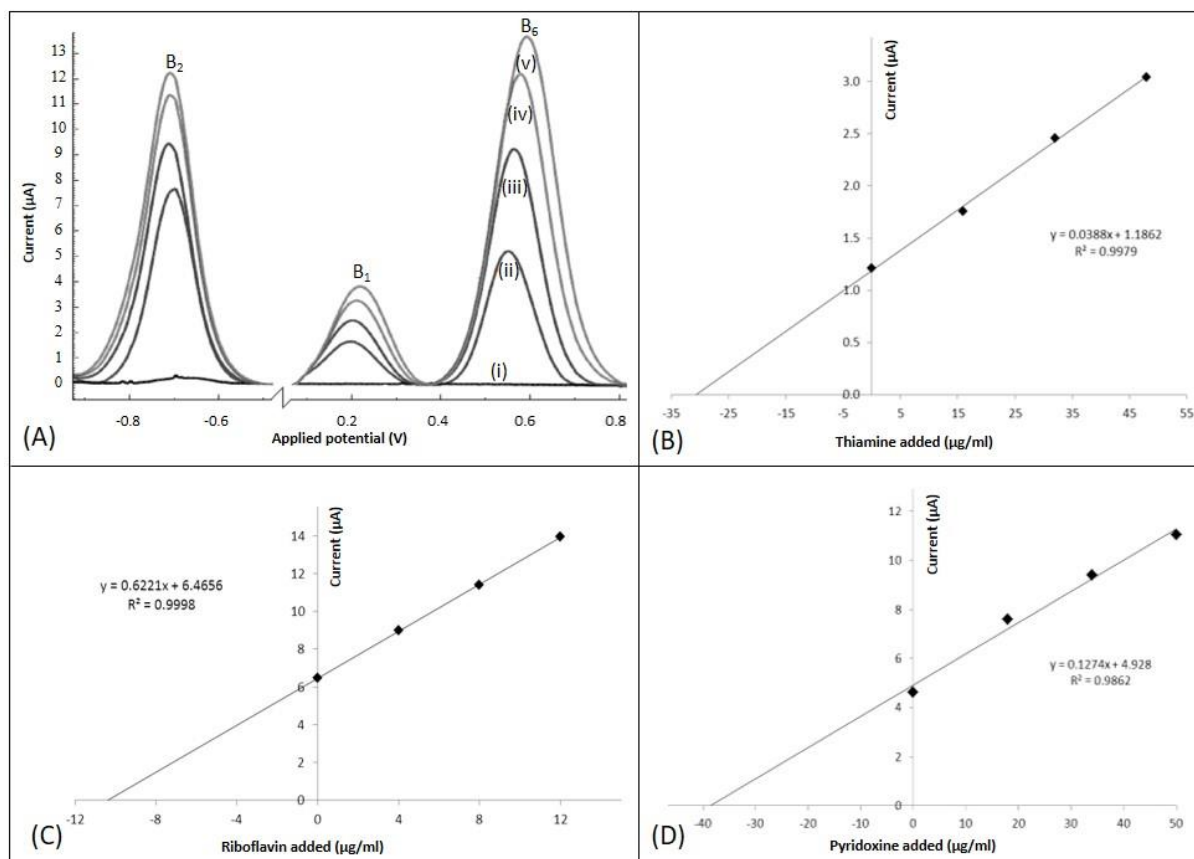 B₂
B₁
B₆
(v)
(iv)
(iii)
(ii)
(i)
13
12
11
10
9
8
7
6
5
4
3
2
1
0
Current (μA)
-0.8 -0.6 0.2 0.4 0.6 0.8
Applied potential (V)
(A)
Current (μA)
3.0
2.5
2.0
1.5
1.0
0.5
0.0
y = 0.0388x + 1.1862
R² = 0.9979
-35 -25 -15 -5 5 15 25 35 45 55
Thiamine added (μg/ml)
(B)
Current (μA)
14
12
10
8
6
4
2
0
y = 0.6221x + 6.4656
R² = 0.9998
-12 -8 -4 0 4 8 12
Riboflavin added (μg/ml)
(C)
Current (μA)
12
10
8
6
4
2
0
y = 0.1274x + 4.928
R² = 0.9862
-40 -30 -20 -10 0 10 20 30 40 50
Pyridoxine added (μg/ml)
(D)